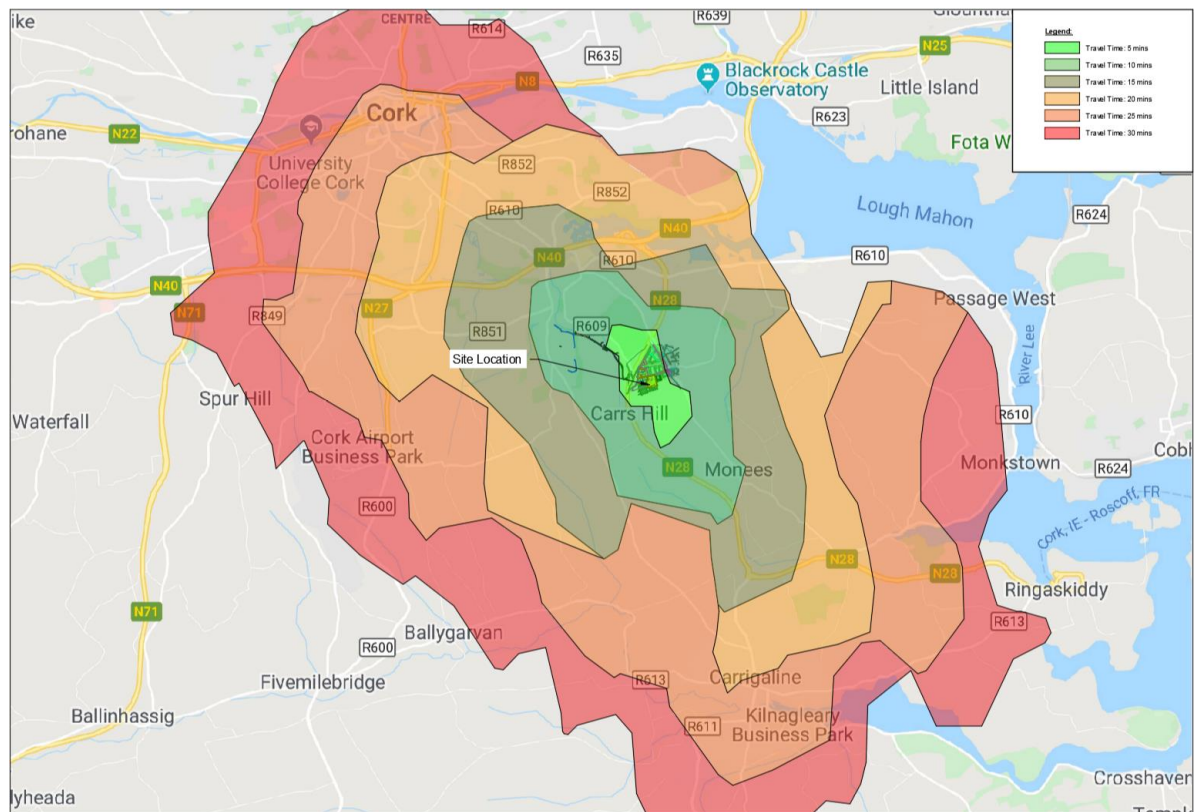 ike
CENTRE
R614
R639
Glountha
R635
N25
Legend:
Travel Time: 5 mins
Travel Time: 10 mins
Travel Time: 15 mins
Travel Time: 20 mins
Travel Time: 25 mins
Travel Time: 30 mins
N8
Blackrock Castle
Observatory
Little Island
Cork
R623
rohane
N22
Fota W
University
College Cork
R852
R852
R610
Lough Mahon
R624
N40
N40
R610
R610
N40
N28
Passage West
N71
R849
N27
R851
R609
River Lee
Site Location
Spur Hill
Carrs Hill
R610
Waterfall
Cork Airport
Business Park
N28
Monees
Monkstown
R624
Cobh
R600
Cork, IE - Roscoff, FR
N28
N28
Ringaskiddy
N71
R613
R600
Ballygarvan
Fivemilebridge
R613
Carrigaline
Ballinhassig
R611
Kilnagleary
Business Park
Crosshaven
lyheada
Templ